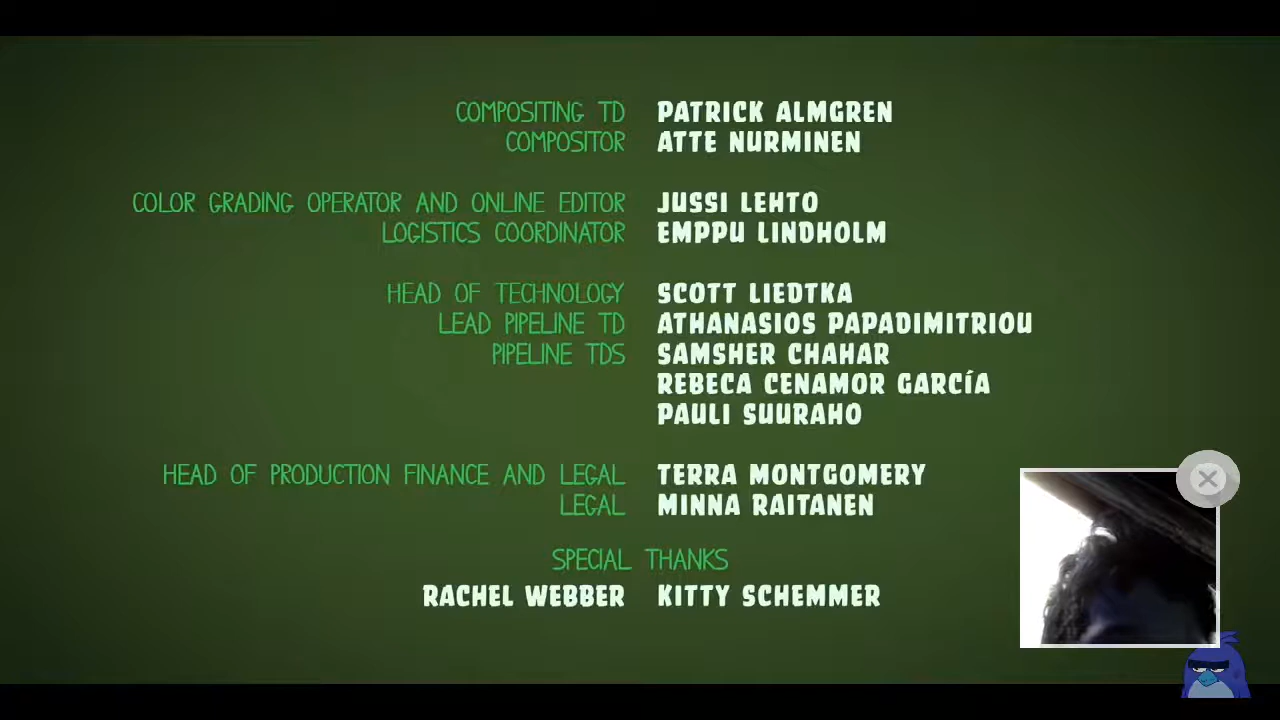 COMPOSITING TD PATRICK ALMGREN
COMPOSITOR ATTE NURMINEN
COLOR GRADING OPERATOR AND ONLINE EDITOR JUSSI LEHTO
LOGISTICS COORDINATOR EMPPU LINDHOLM
HEAD OF TECHNOLOGY SCOTT LIEDTKA
LEAD PIPELINE TD ATHANASIOS PAPADIMITRIOU
PIPELINE TDS SAMSHER CHAHAR
REBECA CENAMOR GARCÍA
PAULI SUURAHO
HEAD OF PRODUCTION FINANCE AND LEGAL TERRA MONTGOMERY
LEGAL MINNA RAITANEN
SPECIAL THANKS
RACHEL WEBBER KITTY SCHEMMER